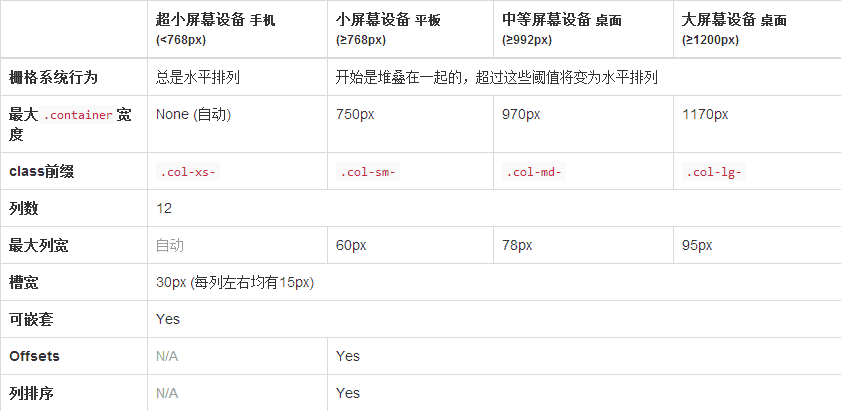 超小屏幕设备 手机 小屏幕设备 平板 中等屏幕设备 桌面 大屏幕设备 桌面
(<768px) (≥768px) (≥992px) (≥1200px)
栅格系统行为 总是水平排列 开始是堆叠在一起的，超过这些阈值将变为水平排列
最大 .container 宽 None (自动) 750px 970px 1170px
度
class前缀 .col-xs- .col-sm- .col-md- .col-lg-
列数 12
最大列宽 自动 60px 78px 95px
槽宽 30px (每列左右均有15px)
可嵌套 Yes
Offsets N/A Yes
列排序 N/A Yes